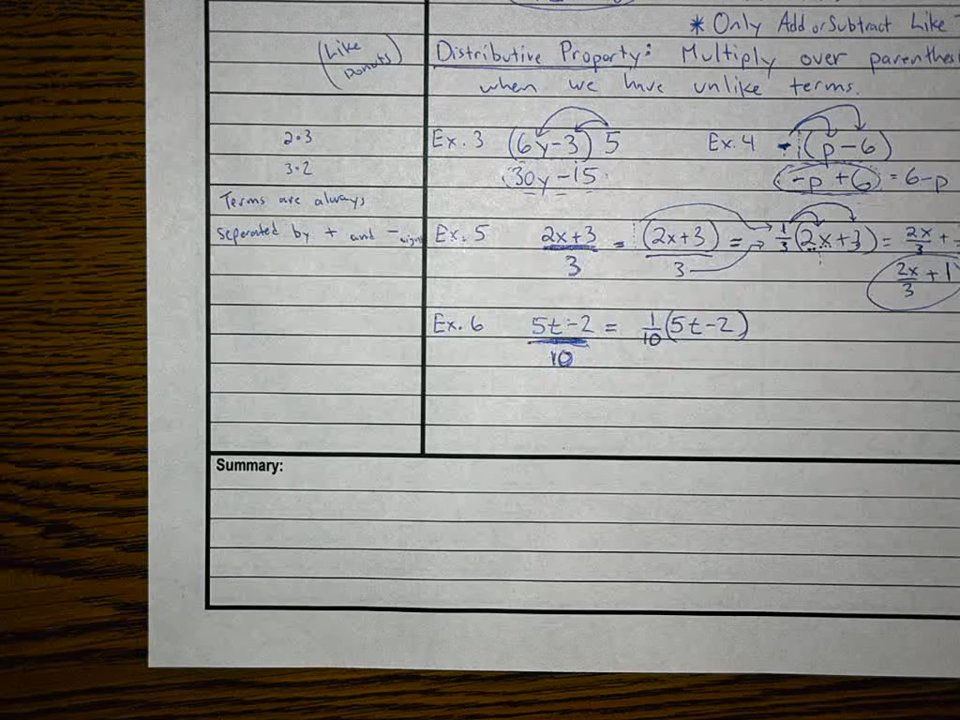 * Only Add or Subtract Like
(Like Donuts)
Distributive Property: Multiply over parenthes
when we have unlike terms.
2•3
Ex. 3 (6y-3)5 Ex. 4 -1(p-6)
3•2
30y-15 -p+6 = 6-p
Terms are always
seperated by + and - signs
Ex. 5 2x+3/3 = (2x+3)/3 = 1/3(2x+3) = 2x/3 +
2x/3 + 1
Ex. 6 5t-2/10 = 1/10(5t-2)
Summary: